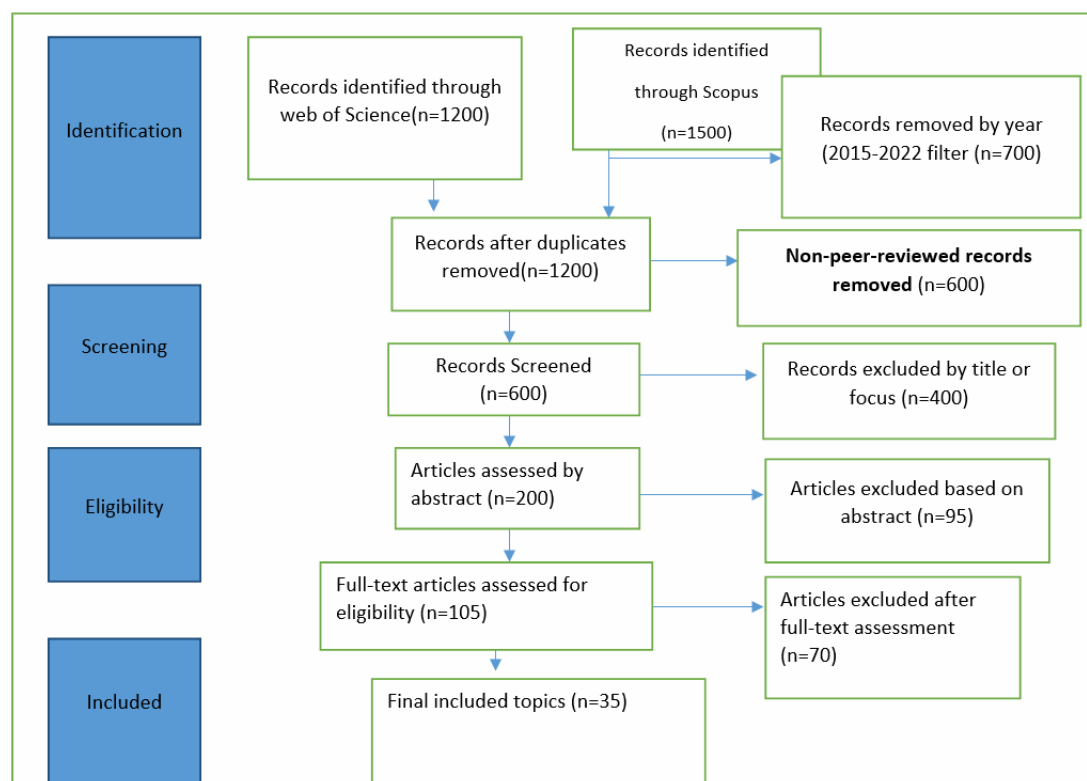 Identification
Records identified through
web of Science(n=1200)
Records identified
through Scopus
(n=1500)
Records removed by year
(2015-2022 filter (n=700)
Records after duplicates
removed(n=1200)
Non-peer-reviewed records
removed (n=600)
Screening
Records Screened
(n=600)
Records excluded by title or
focus (n=400)
Eligibility
Articles assessed by
abstract (n=200)
Articles excluded based on
abstract (n=95)
Full-text articles assessed for
eligibility (n=105)
Articles excluded after
full-text assessment
(n=70)
Included
Final included topics (n=35)